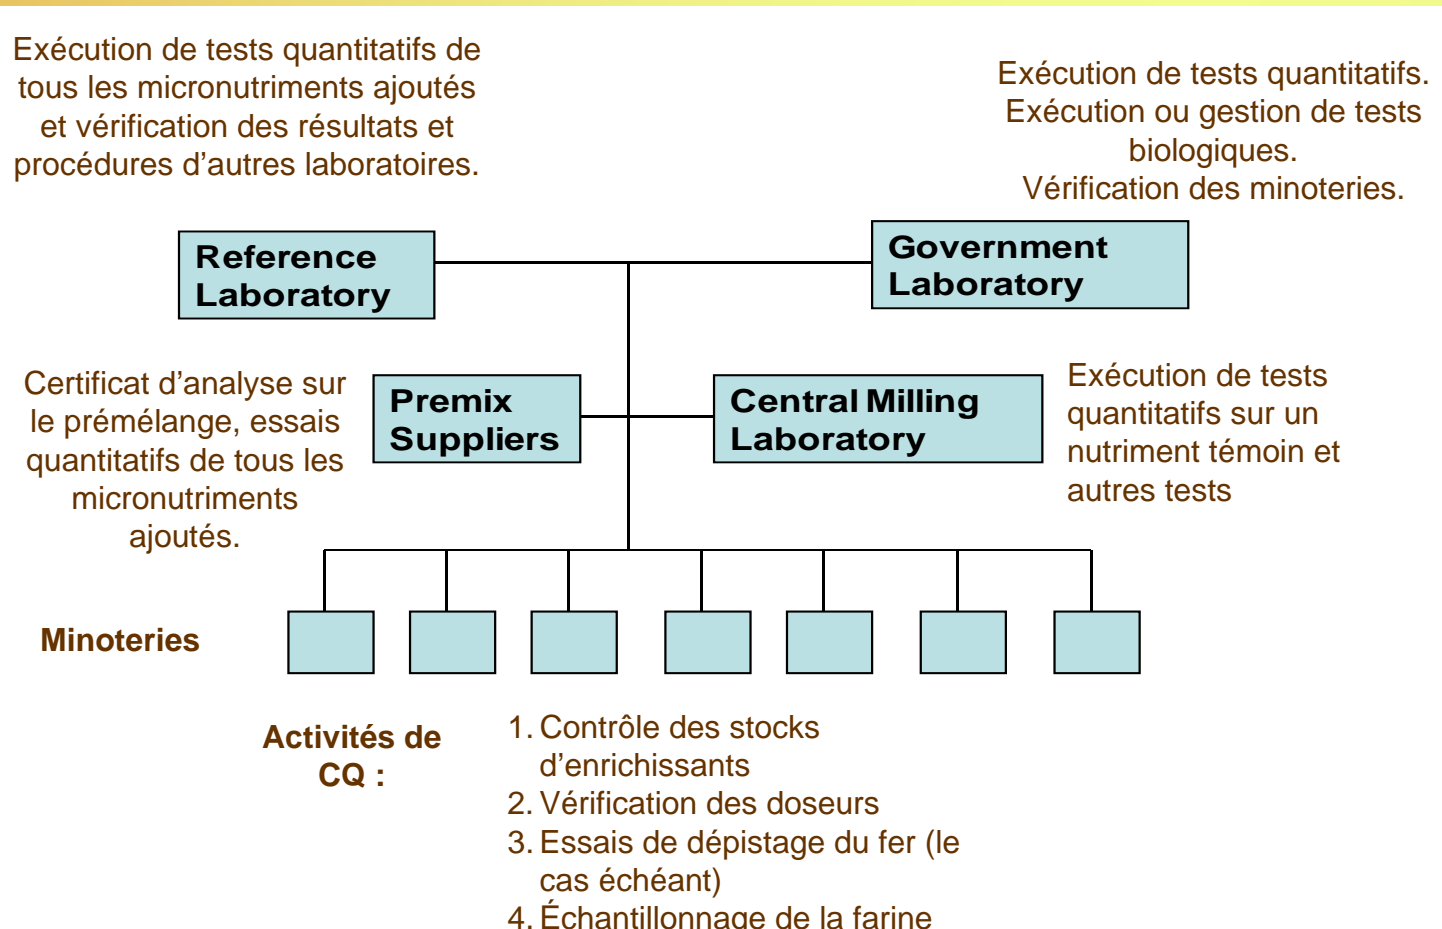 Exécution de tests quantitatifs de
tous les micronutriments ajoutés
et vérification des résultats et
procédures d'autres laboratoires.
Exécution de tests quantitatifs.
Exécution ou gestion de tests
biologiques.
Vérification des minoteries.
Reference
Laboratory
Government
Laboratory
Certificat d'analyse sur
le prémélange, essais
quantitatifs de tous les
micronutriments
ajoutés.
Premix
Suppliers
Central Milling
Laboratory
Exécution de tests
quantitatifs sur un
nutriment témoin et
autres tests
Minoteries
Activités de
CQ :
1. Contrôle des stocks
d'enrichissants
2. Vérification des doseurs
3. Essais de dépistage du fer (le
cas échéant)
4. Échantillonnage de la farine